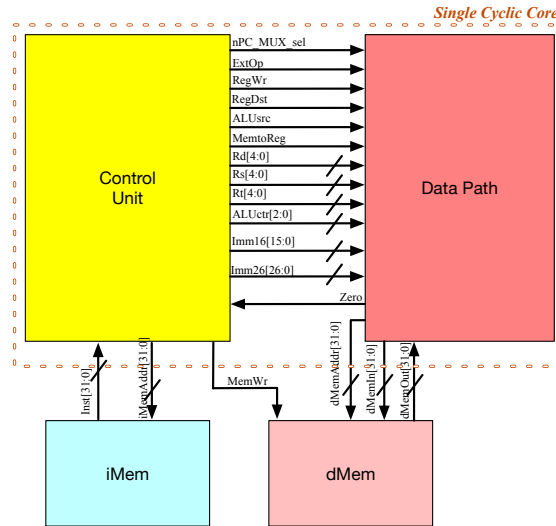 Single Cyclic Core
nPC_MUX_sel
ExtOp
RegWr
RegDst
ALUsrc
MemtoReg
Rd[4:0]
Rs[4:0]
Rt[4:0]
ALUctr[2:0]
Imm16[15:0]
Imm26[26:0]
Zero
Control
Unit
Data Path
Inst[31:0]
iMemAddr[31:0]
MemWr
dMemAddr[31:0]
dMemIn[31:0]
dMemOut[31:0]
iMem
dMem